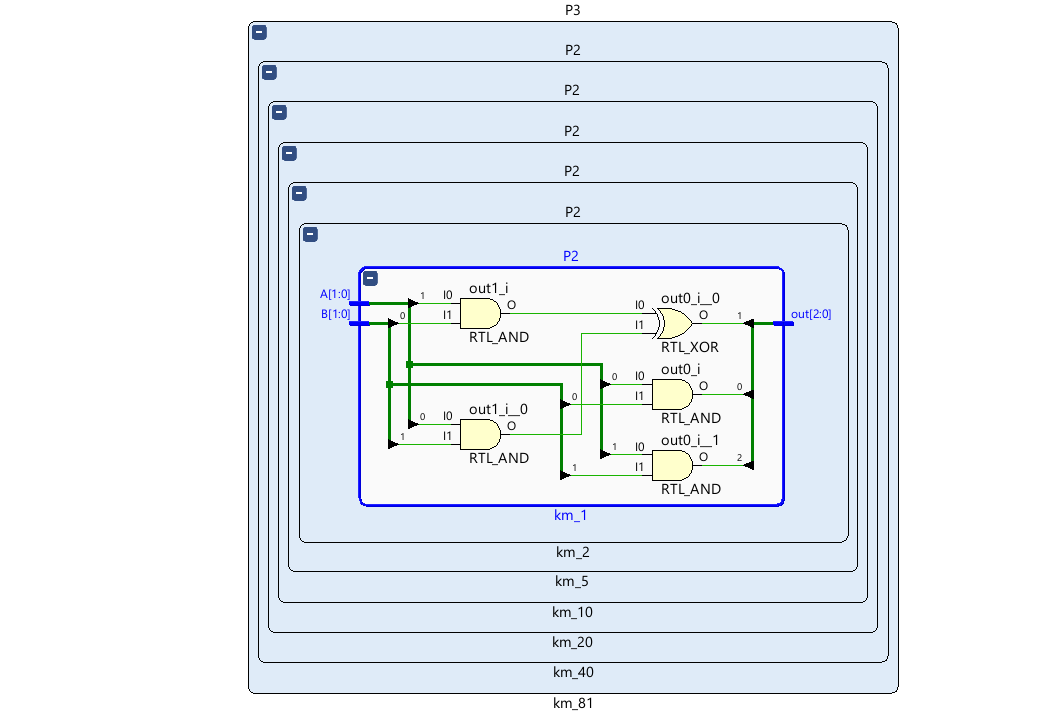 P3
P2
P2
P2
P2
P2
P2
A[1:0]
B[1:0]
out1_i
1 I0 O
0 I1
RTL_AND
out0_i__0
I0 O 1
I1
RTL_XOR
out[2:0]
out0_i
0 I0 O 0
0 I1
RTL_AND
out1_i__0
0 I0 O
1 I1
RTL_AND
out0_i__1
1 I0 O 2
1 I1
RTL_AND
km_1
km_2
km_5
km_10
km_20
km_40
km_81